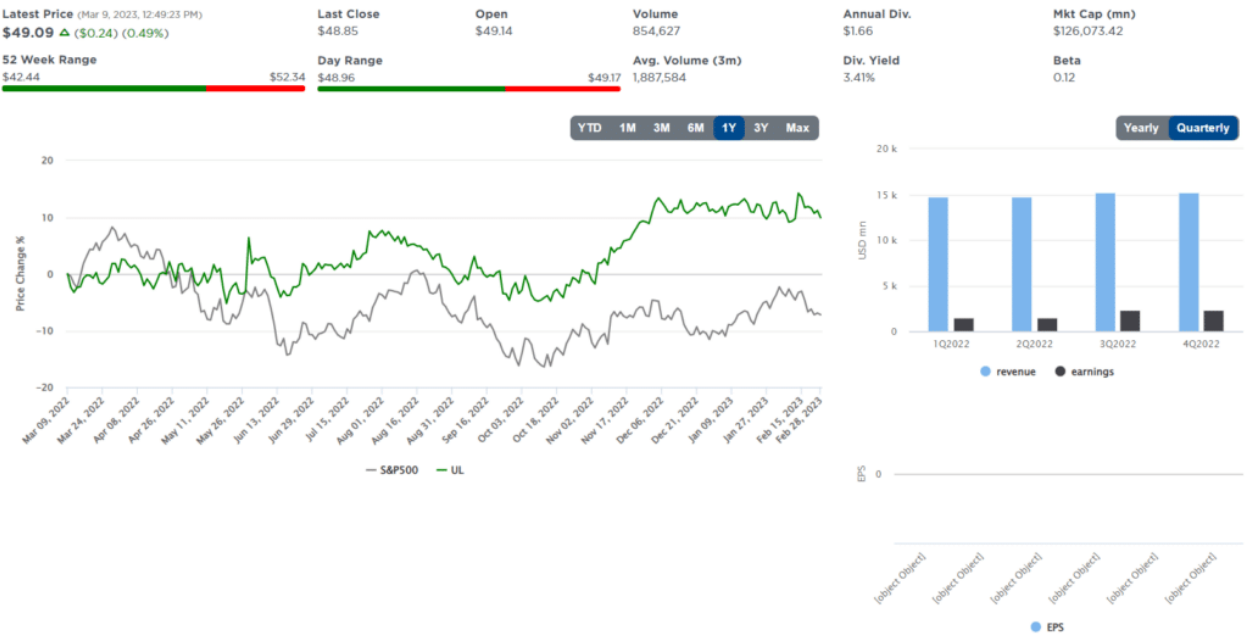 Latest Price (Mar 9, 2023, 12:49:23 PM)
$49.09 ($0.24) (0.49%)
Last Close
$48.85
Open
$49.14
Volume
854,627
Annual Div.
$1.66
Mkt Cap (mn)
$126,073.42
52 Week Range
$42.44 $52.34
Day Range
$48.96 $49.17
Avg. Volume (3m)
1,887,584
Div. Yield
3.41%
Beta
0.12
YTD 1M 3M 6M 1Y 3Y Max
Price Change %
20
10
0
-10
-20
Mar 09, 2022
Mar 24, 2022
Apr 08, 2022
Apr 26, 2022
May 11, 2022
May 26, 2022
Jun 13, 2022
Jun 29, 2022
Jul 15, 2022
Aug 01, 2022
Aug 16, 2022
Aug 31, 2022
Sep 16, 2022
Oct 03, 2022
Oct 18, 2022
Nov 02, 2022
Nov 17, 2022
Dec 06, 2022
Dec 21, 2022
Jan 09, 2023
Jan 27, 2023
Feb 15, 2023
Feb 28, 2023
S&P500 UL
Yearly Quarterly
USD mn
20 k
15 k
10 k
5 k
0
1Q2022 2Q2022 3Q2022 4Q2022
revenue earnings
EPS
0
[object Object]
[object Object]
[object Object]
[object Object]
[object Object]
[object Object]
EPS